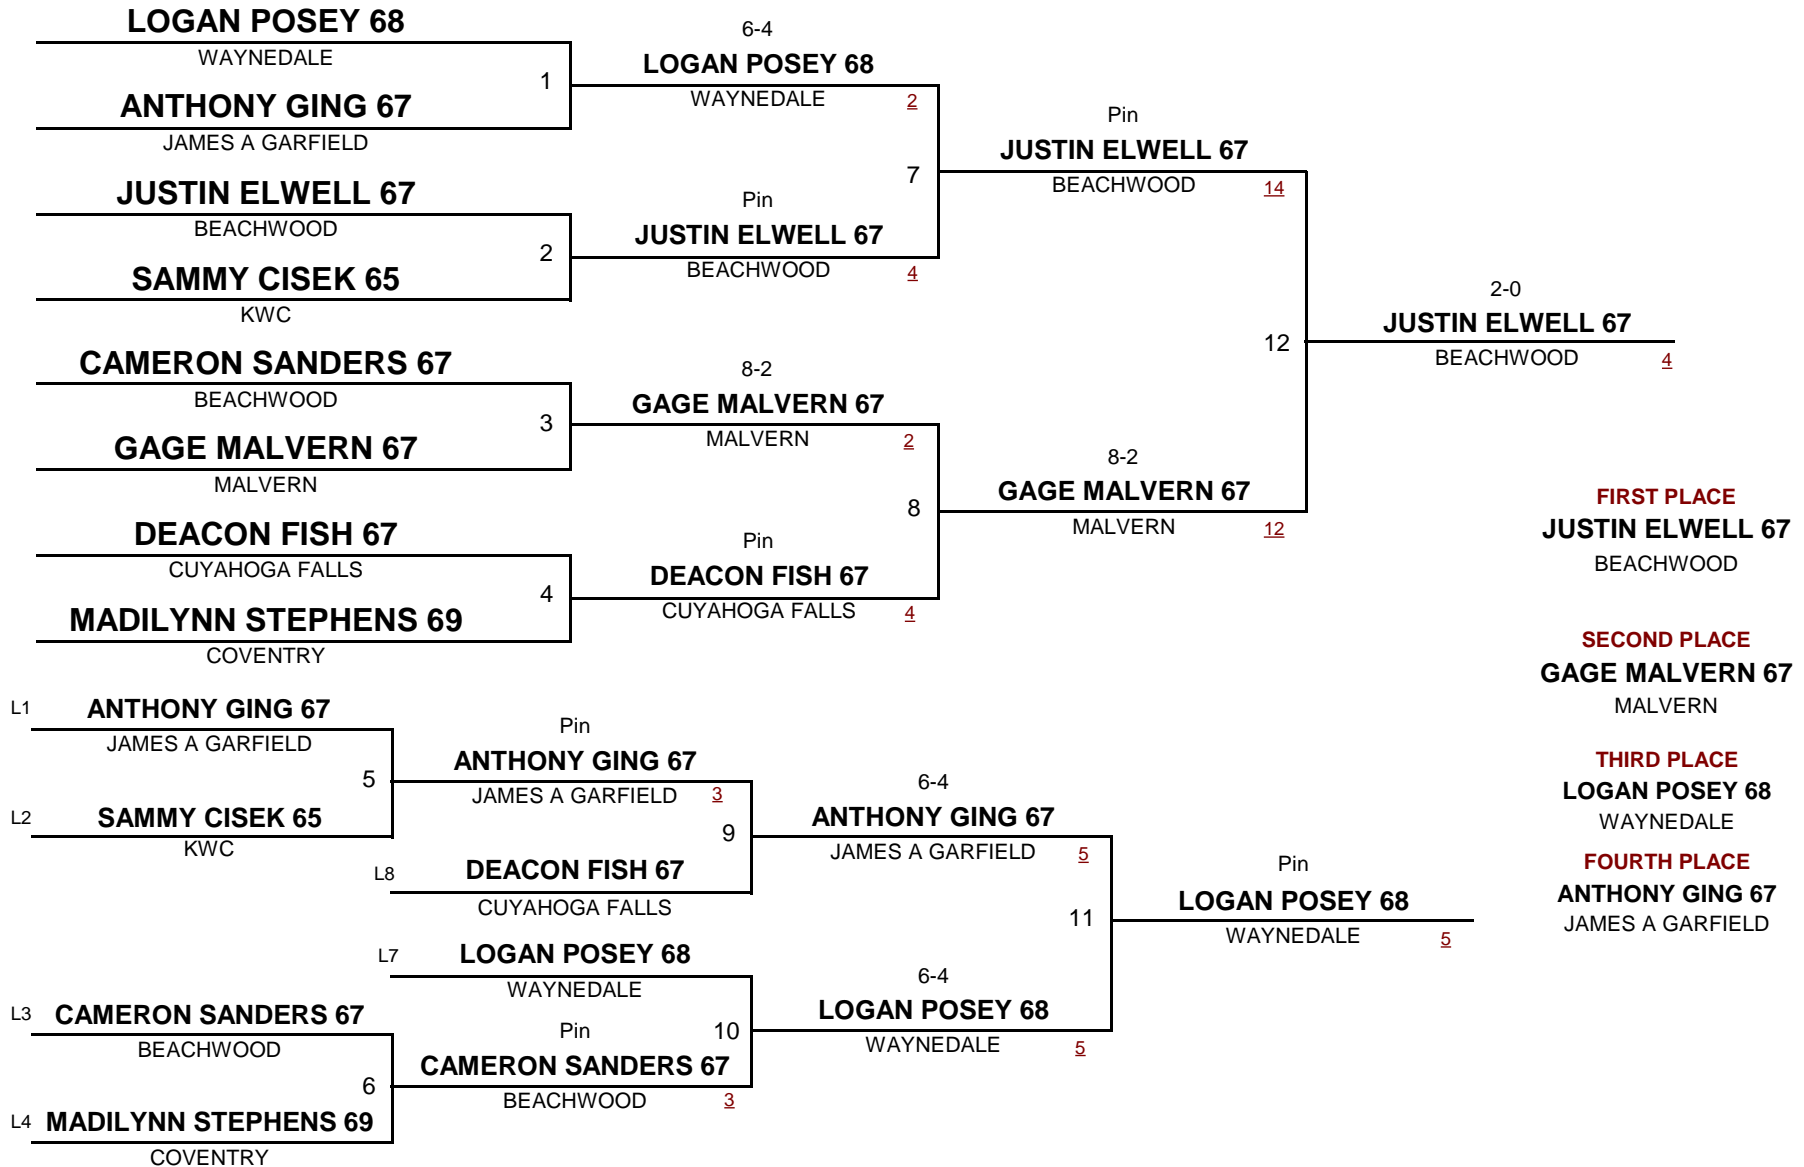 LOGAN POSEY 68
WAYNEDALE
1
ANTHONY GING 67
JAMES A GARFIELD
JUSTIN ELWELL 67
BEACHWOOD
2
SAMMY CISEK 65
KWC
CAMERON SANDERS 67
BEACHWOOD
3
GAGE MALVERN 67
MALVERN
DEACON FISH 67
CUYAHOGA FALLS
4
MADILYNN STEPHENS 69
COVENTRY
6-4
LOGAN POSEY 68
WAYNEDALE 2
7
Pin
JUSTIN ELWELL 67
BEACHWOOD 4
8-2
GAGE MALVERN 67
MALVERN 2
8
Pin
DEACON FISH 67
CUYAHOGA FALLS 4
Pin
JUSTIN ELWELL 67
BEACHWOOD 14
12
8-2
GAGE MALVERN 67
MALVERN 12
2-0
JUSTIN ELWELL 67
BEACHWOOD 4
FIRST PLACE
JUSTIN ELWELL 67
BEACHWOOD
SECOND PLACE
GAGE MALVERN 67
MALVERN
THIRD PLACE
LOGAN POSEY 68
WAYNEDALE
FOURTH PLACE
ANTHONY GING 67
JAMES A GARFIELD
L1 ANTHONY GING 67
JAMES A GARFIELD
5
L2 SAMMY CISEK 65
KWC
L3 CAMERON SANDERS 67
BEACHWOOD
6
L4 MADILYNN STEPHENS 69
COVENTRY
Pin
ANTHONY GING 67
JAMES A GARFIELD 3
9
L8 DEACON FISH 67
CUYAHOGA FALLS
L7 LOGAN POSEY 68
WAYNEDALE
10
Pin
CAMERON SANDERS 67
BEACHWOOD 3
6-4
ANTHONY GING 67
JAMES A GARFIELD 5
11
6-4
LOGAN POSEY 68
WAYNEDALE 5
Pin
LOGAN POSEY 68
WAYNEDALE 5